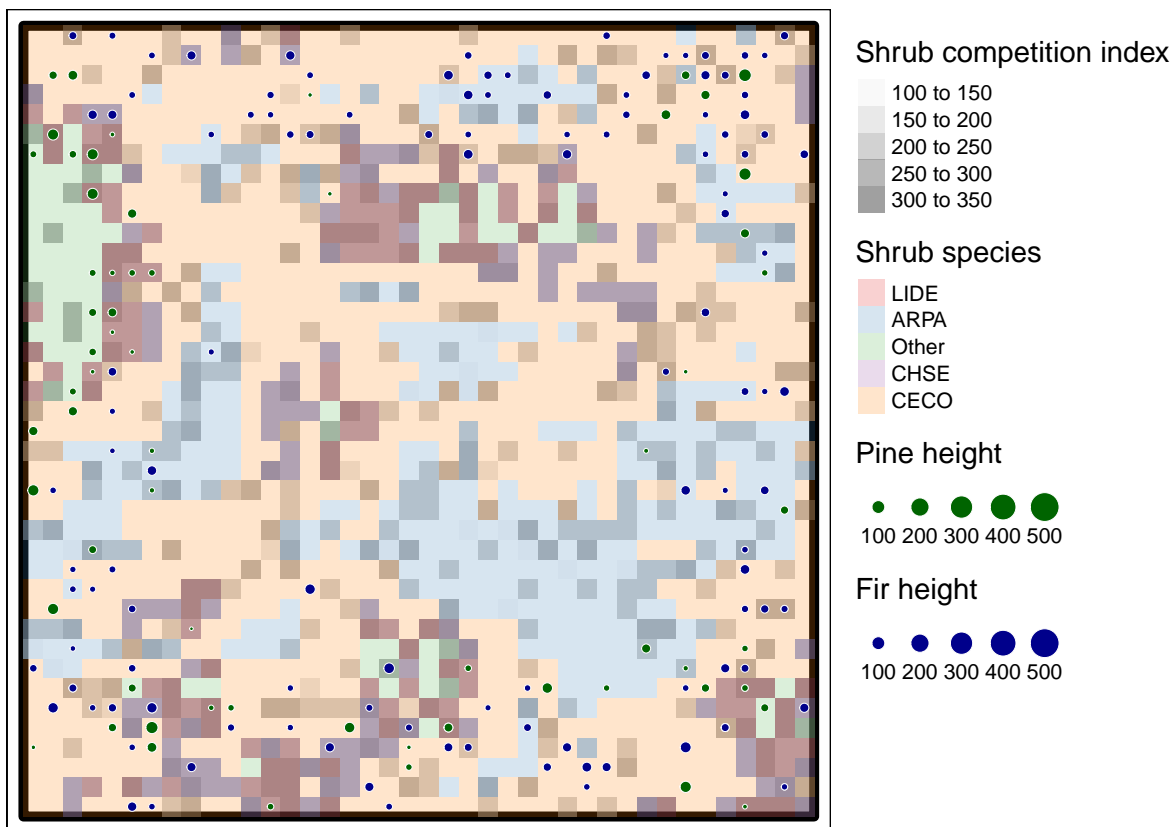 Shrub competition index
100 to 150
150 to 200
200 to 250
250 to 300
300 to 350
Shrub species
LIDE
ARPA
Other
CHSE
CECO
Pine height
100 200 300 400 500
Fir height
100 200 300 400 500